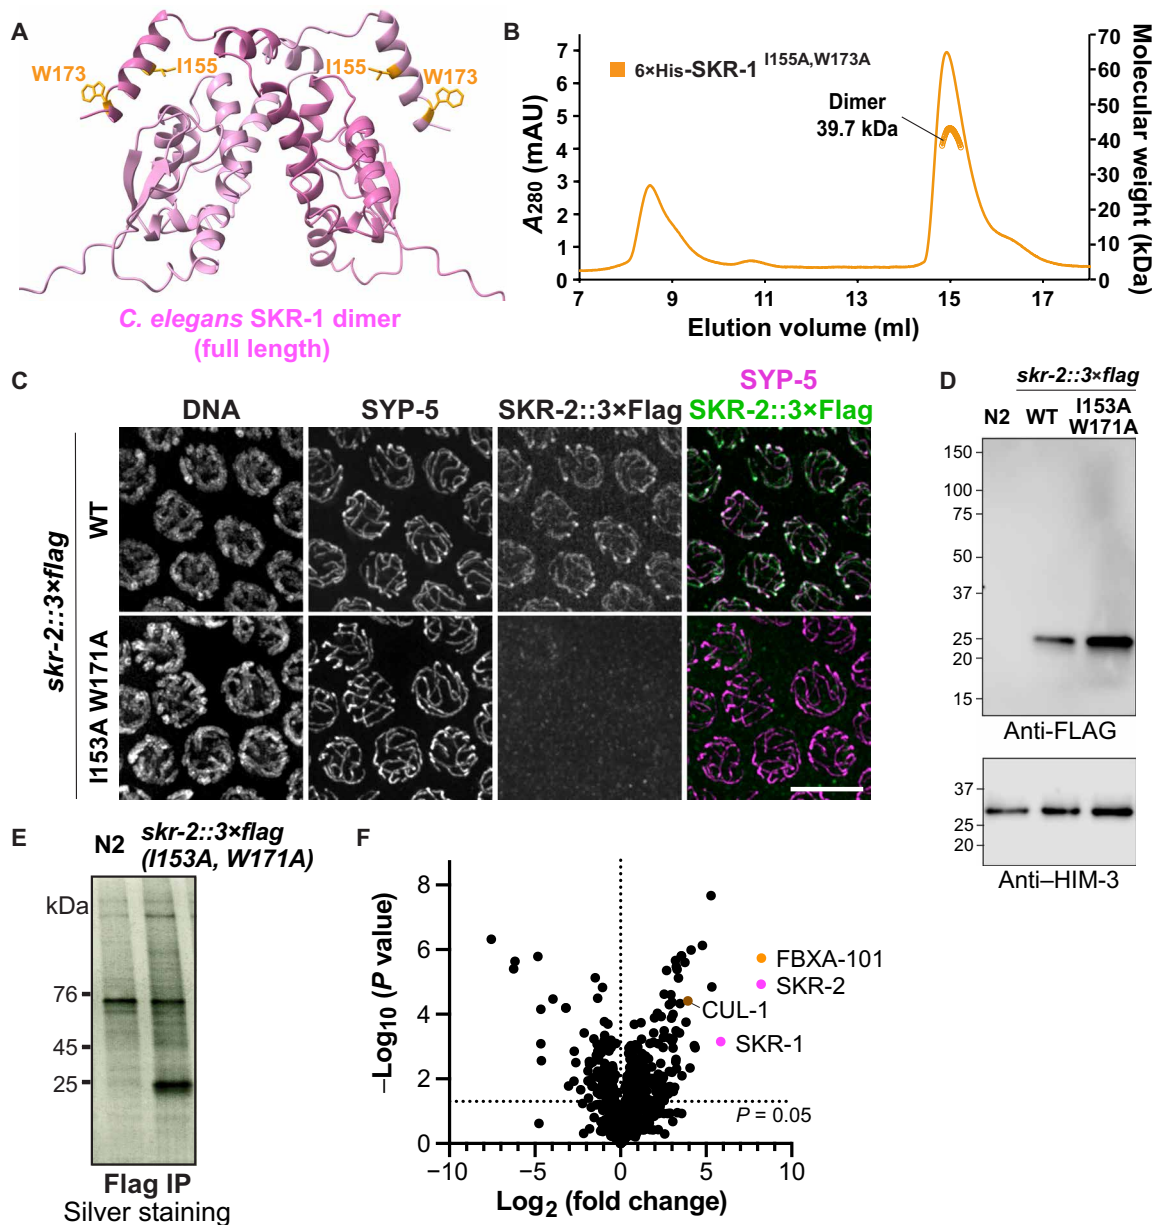 A
W173
I155
I155
W173
C. elegans SKR-1 dimer
(full length)
B
6×His-SKR-1 I155A,W173A
Dimer
39.7 kDa
A280 (mAU)
7
6
5
4
3
2
1
0
70
60
50
40
30
20
10
0
Molecular weight (kDa)
7 9 11 13 15 17
Elution volume (ml)
C
DNA
SYP-5
SKR-2::3×Flag
SYP-5
SKR-2::3×Flag
skr-2::3×flag
WT
I153A W171A
D
skr-2::3×flag
N2 WT I153A W171A
150
100
75
50
37
25
20
15
Anti-FLAG
37
25
20
Anti–HIM-3
E
N2 skr-2::3×flag
(I153A, W171A)
kDa
76
45
25
Flag IP
Silver staining
F
−Log10 (P value)
8
6
4
2
0
FBXA-101
SKR-2
CUL-1
SKR-1
P = 0.05
−10 −5 0 5 10
Log2 (fold change)